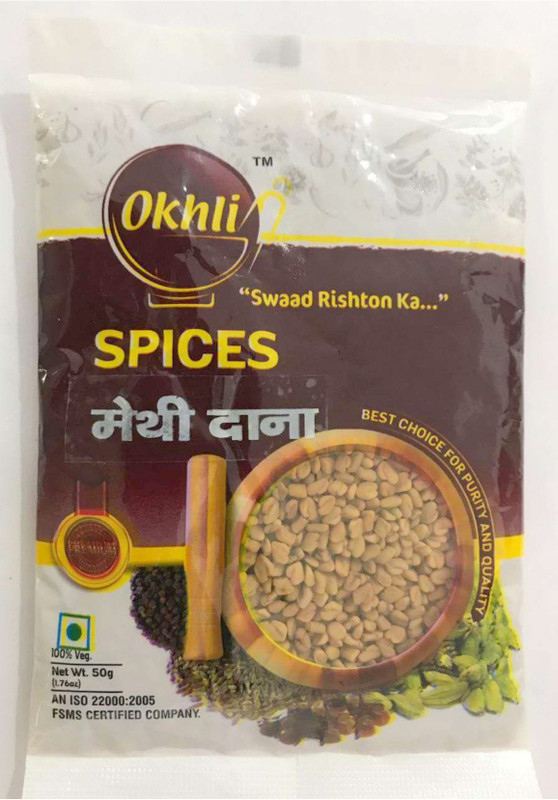 TM
Okhli
"Swaad Rishton Ka..."
SPICES
मेथी दाना
BEST CHOICE FOR PURITY AND QUALITY
PREMIUM
100% Veg.
Net Wt. 50g
(1.76oz)
AN ISO 22000:2005
FSMS CERTIFIED COMPANY.